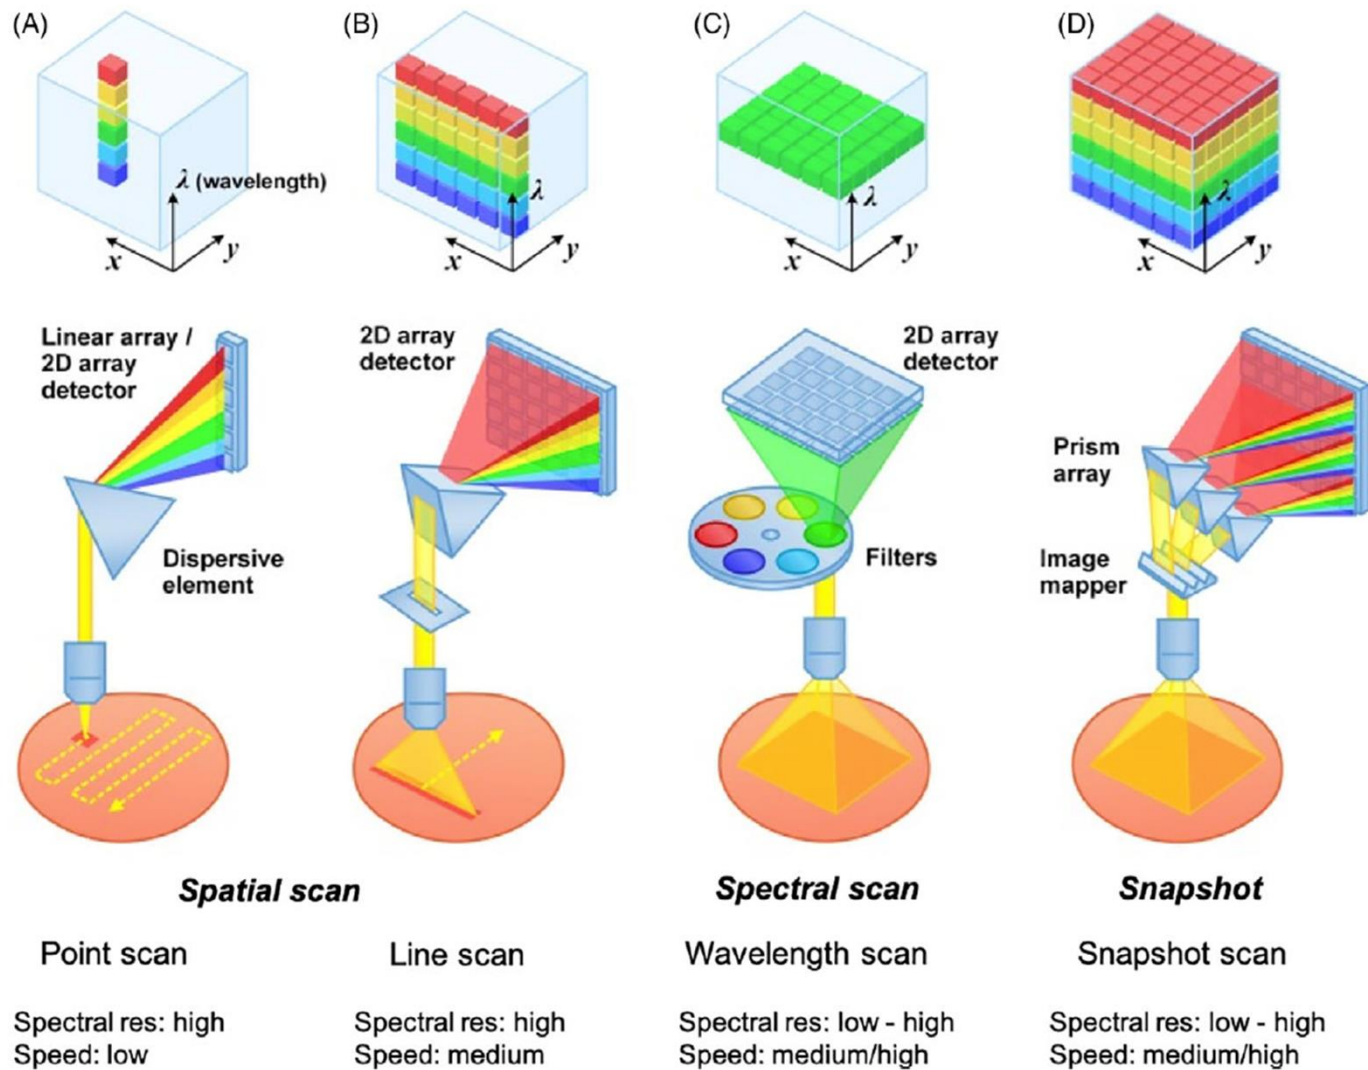 (A)
(B)
(C)
(D)
λ (wavelength)
x
y
λ
x
y
λ
x
y
λ
x
y
Linear array /
2D array
detector
Dispersive
element
2D array
detector
2D array
detector
Filters
Prism
array
Image
mapper
Spatial scan
Spectral scan
Snapshot
Point scan
Line scan
Wavelength scan
Snapshot scan
Spectral res: high
Speed: low
Spectral res: high
Speed: medium
Spectral res: low - high
Speed: medium/high
Spectral res: low - high
Speed: medium/high